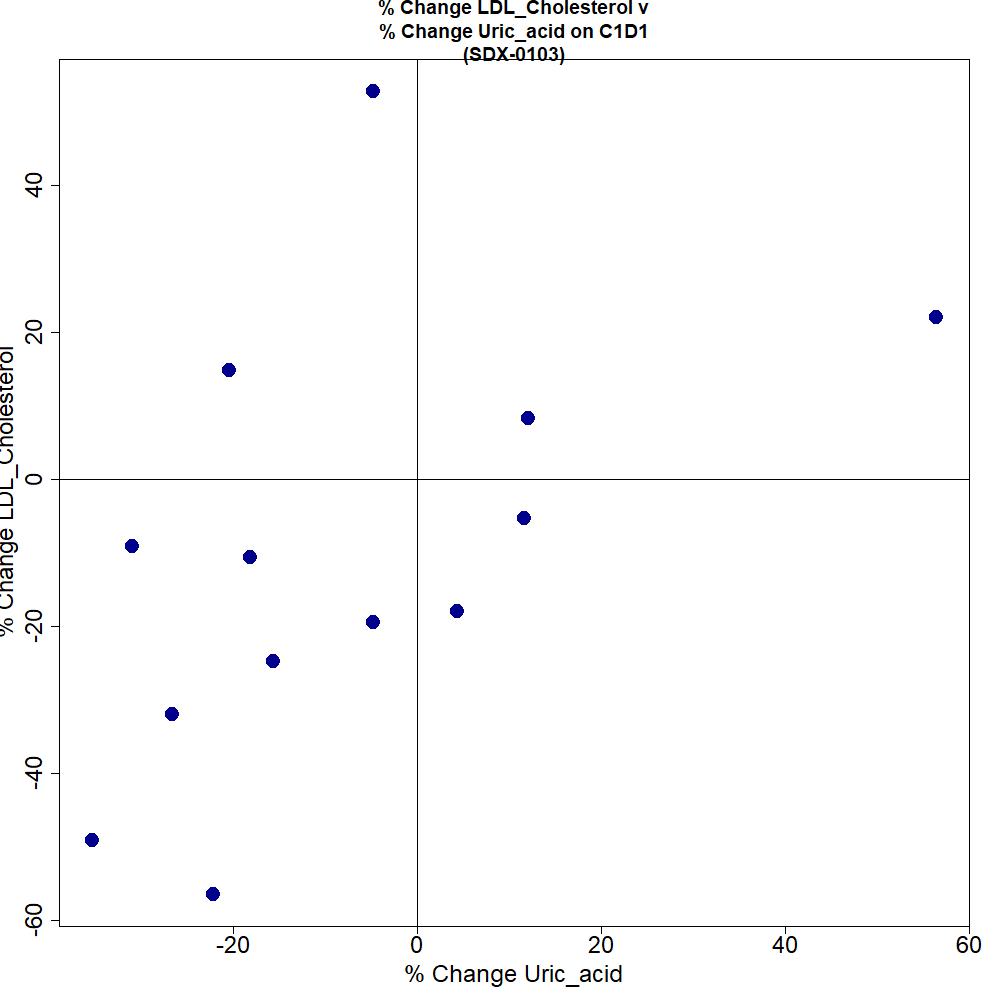 % Change LDL_Cholesterol v
% Change Uric_acid on C1D1
(SDX-0103)
% Change LDL_Cholesterol
40
20
0
-20
-40
-60
-20
0
20
40
60
% Change Uric_acid